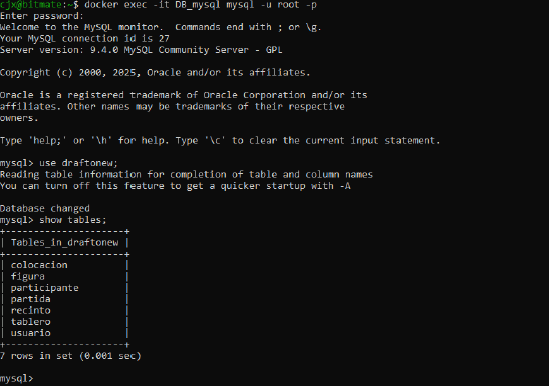 cjx@bitmate:~$ docker exec -it DB_mysql mysql -u root -p
Enter password:
Welcome to the MySQL monitor.  Commands end with ; or \g.
Your MySQL connection id is 27
Server version: 9.4.0 MySQL Community Server - GPL

Copyright (c) 2000, 2025, Oracle and/or its affiliates.

Oracle is a registered trademark of Oracle Corporation and/or its
affiliates. Other names may be trademarks of their respective
owners.

Type 'help;' or '\h' for help. Type '\c' to clear the current input statement.

mysql> use draftonew;
Reading table information for completion of table and column names
You can turn off this feature to get a quicker startup with -A

Database changed
mysql> show tables;
+---------------------+
| Tables_in_draftonew |
+---------------------+
| colocacion          |
| figura              |
| participante        |
| partida             |
| recinto             |
| tablero             |
| usuario             |
+---------------------+
7 rows in set (0.001 sec)

mysql>